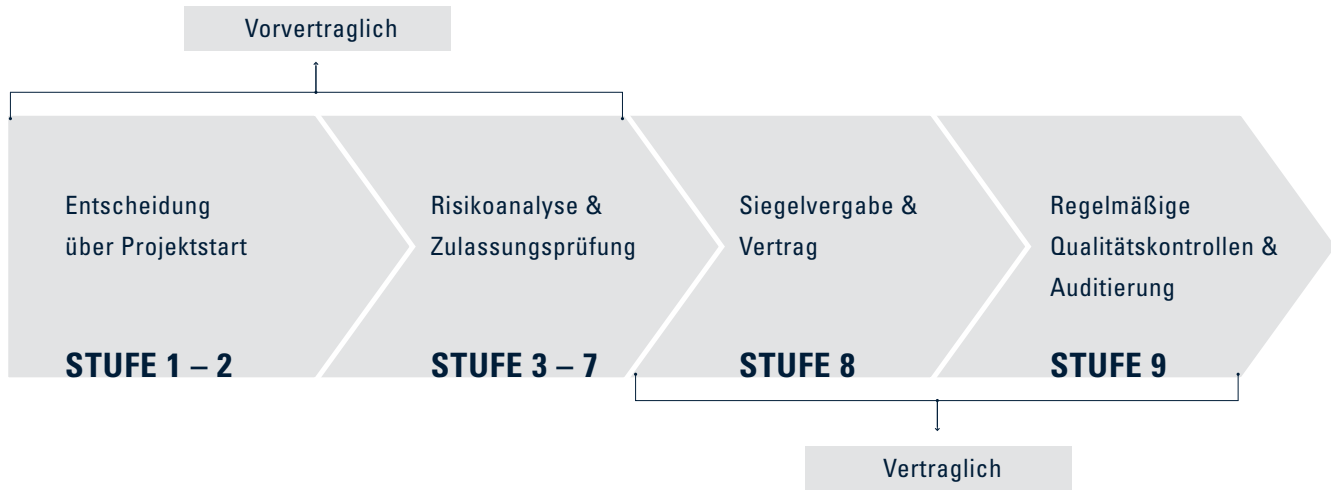 Vorvertraglich
Entscheidung
über Projektstart
STUFE 1 – 2
Risikoanalyse &
Zulassungsprüfung
STUFE 3 – 7
Siegelvergabe &
Vertrag
STUFE 8
Regelmäßige
Qualitätskontrollen &
Auditierung
STUFE 9
Vertraglich